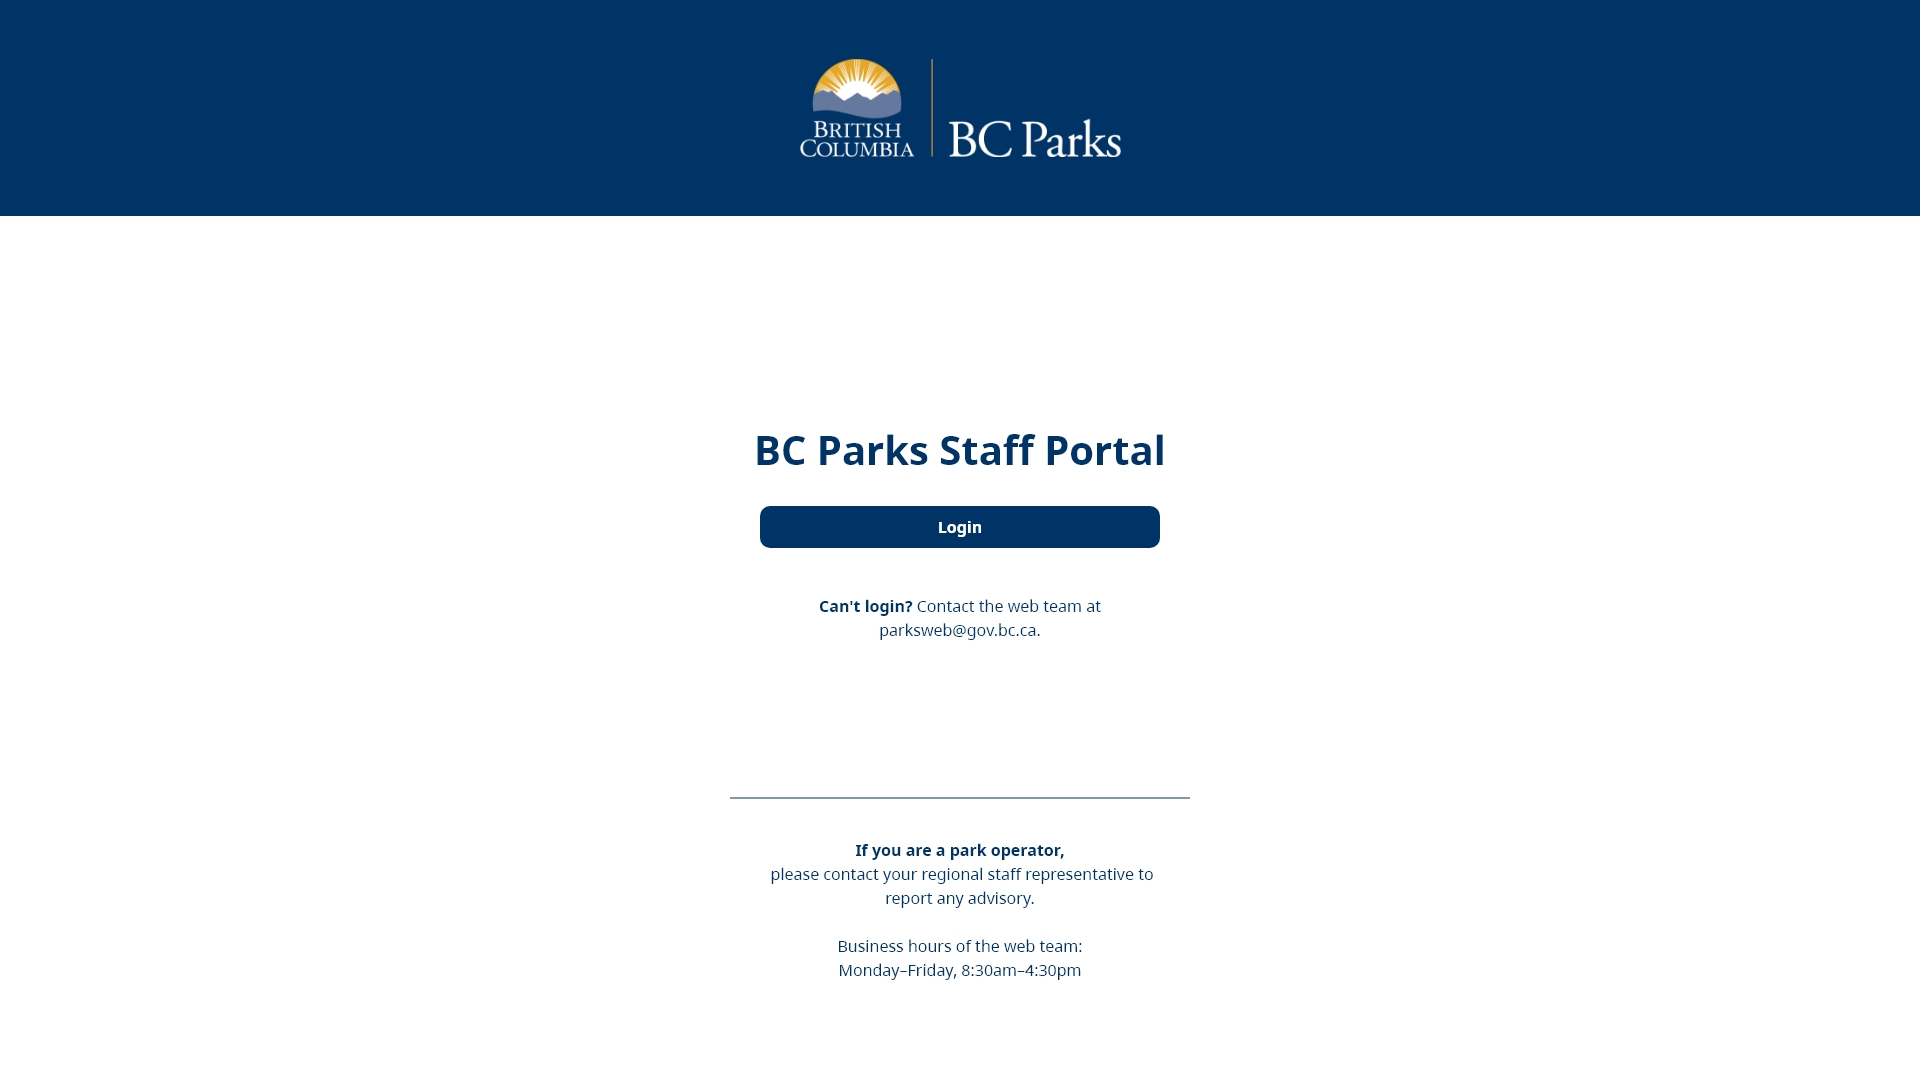 BRITISH
COLUMBIA
BC Parks
BC Parks Staff Portal
Login
Can't login? Contact the web team at
parksweb@gov.bc.ca.
If you are a park operator,
please contact your regional staff representative to
report any advisory.
Business hours of the web team:
Monday–Friday, 8:30am–4:30pm